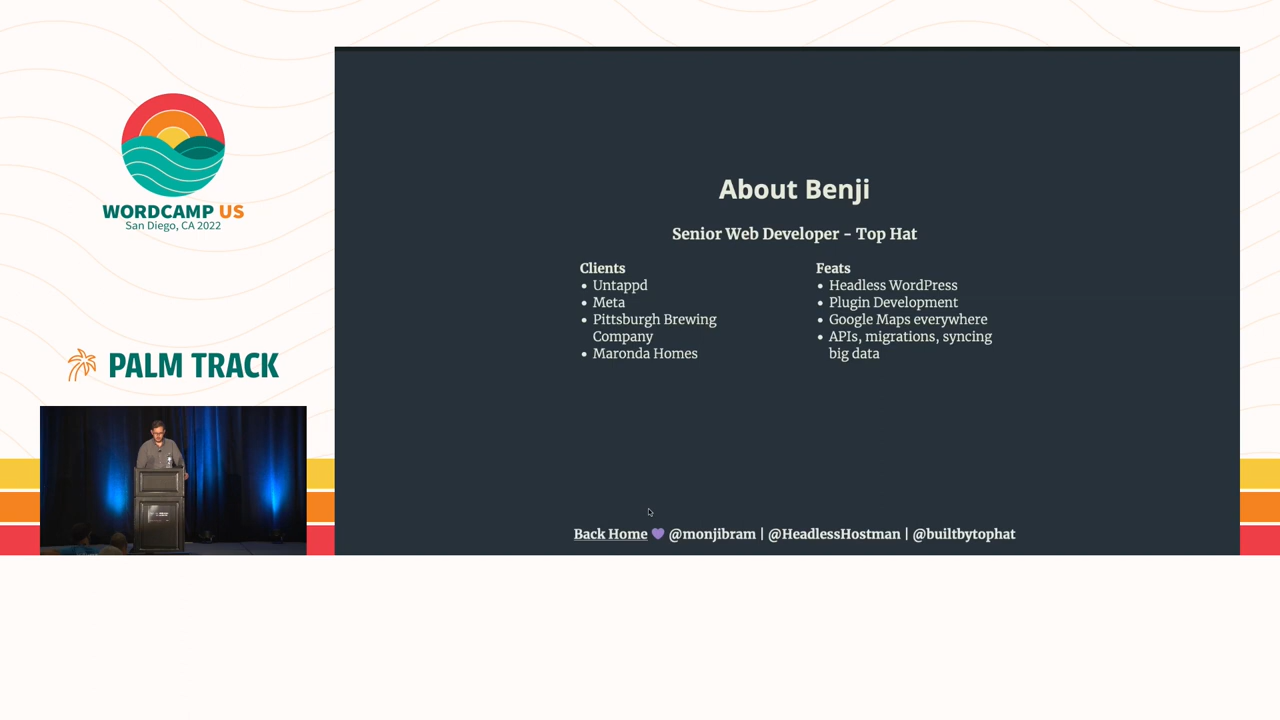 WORDCAMP US
San Diego, CA 2022
PALM TRACK
About Benji
Senior Web Developer - Top Hat
Clients
• Untappd
• Meta
• Pittsburgh Brewing
Company
• Maronda Homes
Feats
• Headless WordPress
• Plugin Development
• Google Maps everywhere
• APIs, migrations, syncing
big data
Back Home 💜 @monjibram | @HeadlessHostman | @builtbytophat